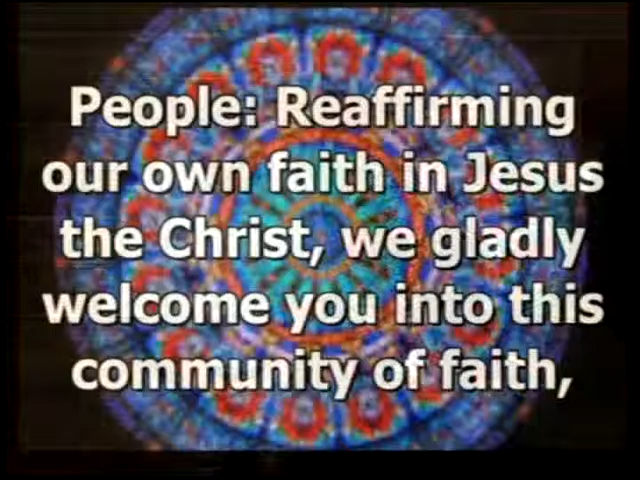 People: Reaffirming
our own faith in Jesus
the Christ, we gladly
welcome you into this
community of faith,